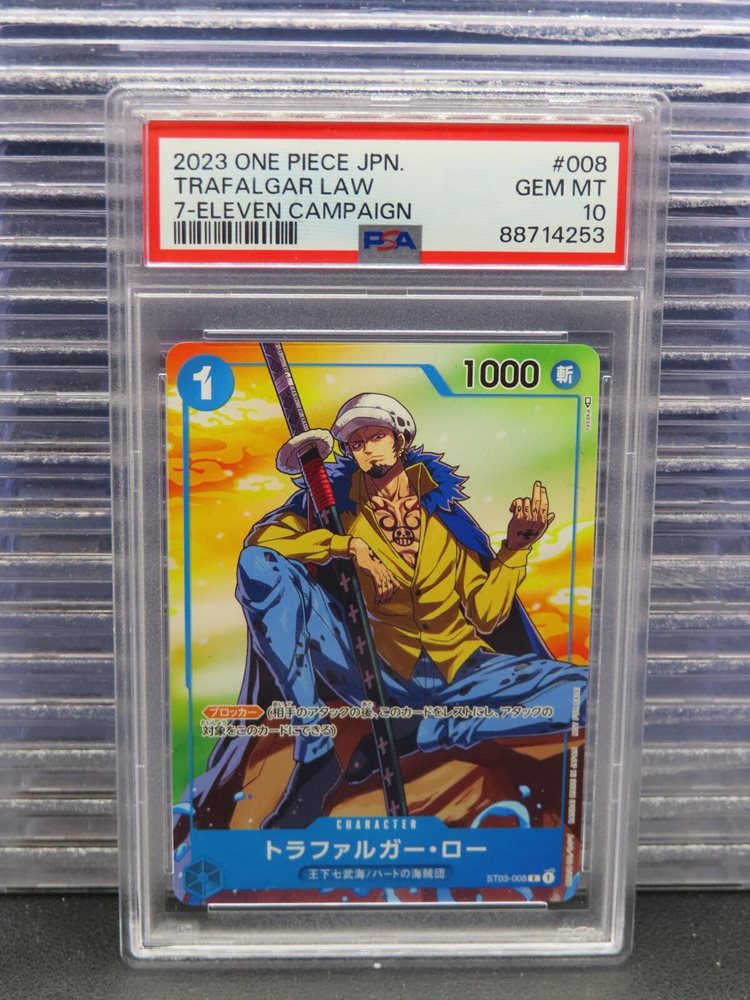 2023 ONE PIECE JPN. #008
TRAFALGAR LAW GEM MT
7-ELEVEN CAMPAIGN 10
PSA 88714253
1 1000 斬
DEAT
ブロッカー (相手のアタックの後、このカードをレストにし、アタックの
対象をこのカードにできる)
CHARACTER
トラファルガー・ロー
王下七武海/ハートの海賊団
ST03-008 C 1